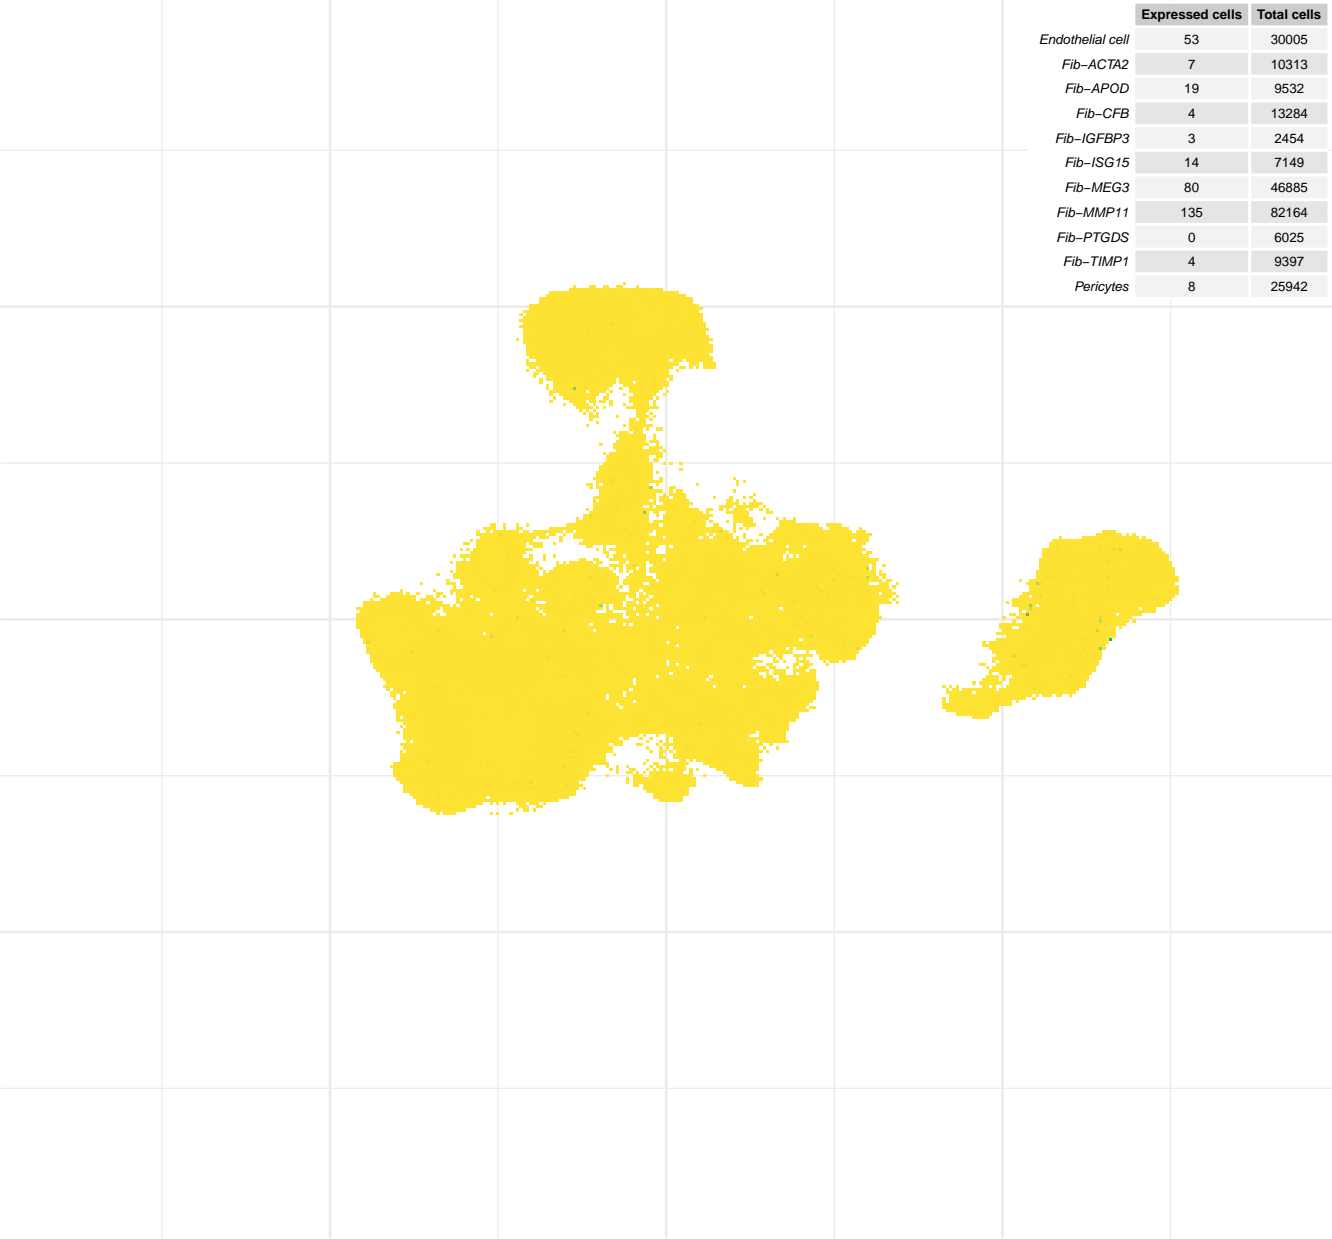 Expressed cells Total cells
Endothelial cell 53 30005
Fib−ACTA2 7 10313
Fib−APOD 19 9532
Fib−CFB 4 13284
Fib−IGFBP3 3 2454
Fib−ISG15 14 7149
Fib−MEG3 80 46885
Fib−MMP11 135 82164
Fib−PTGDS 0 6025
Fib−TIMP1 4 9397
Pericytes 8 25942